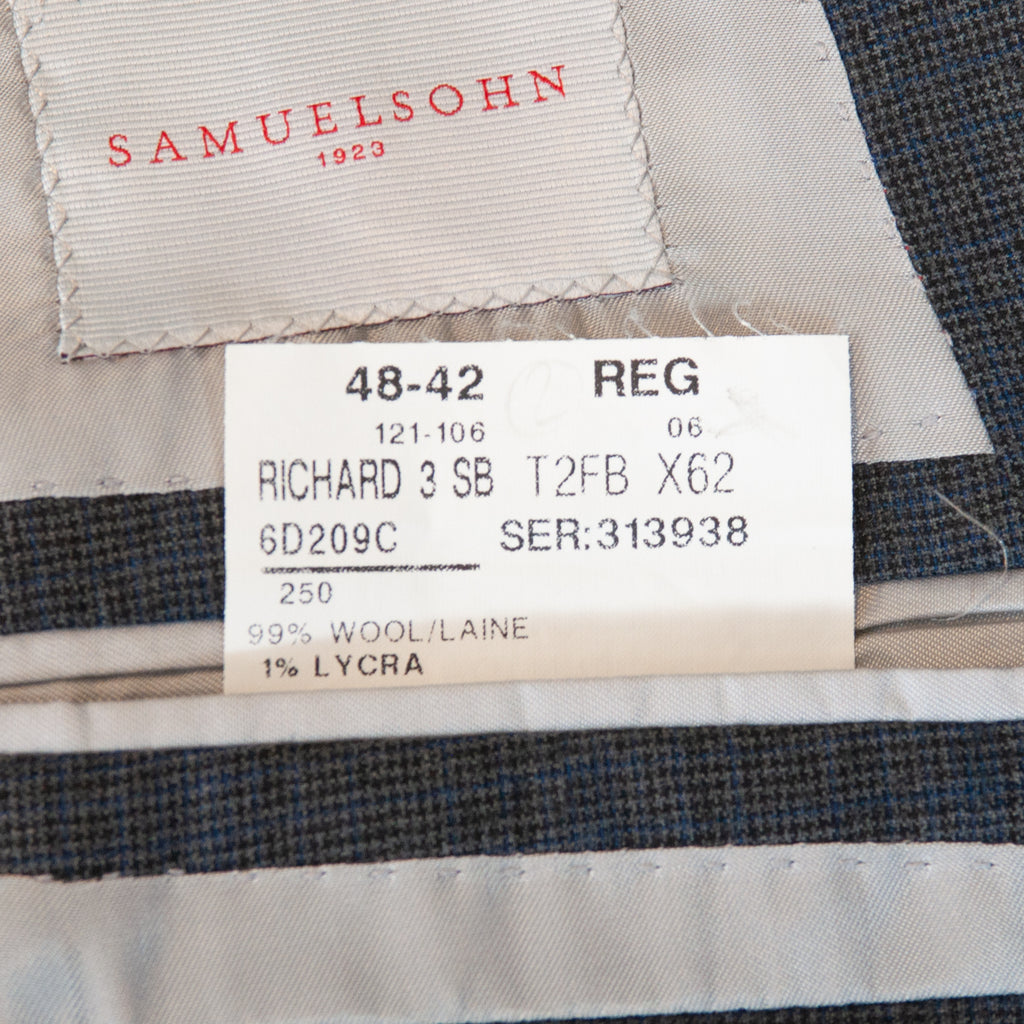 SAMUELSOHN
1923
48-42 REG
121-106 06
RICHARD 3 SB T2FB X62
6D209C SER:313938
250
99% WOOL/LAINE
1% LYCRA